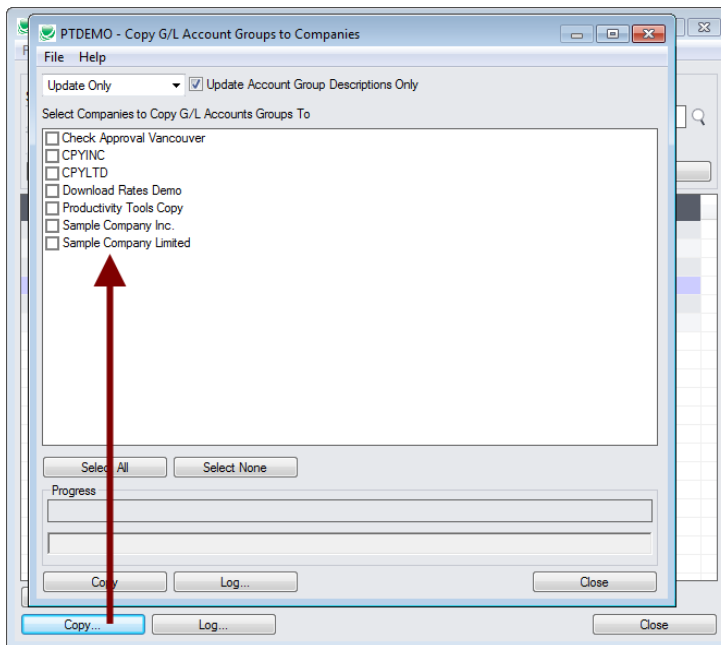 PTDEMO - Copy G/L Account Groups to Companies
File Help
Update Only Update Account Group Descriptions Only
Select Companies to Copy G/L Accounts Groups To
Check Approval Vancouver
CPYINC
CPYLTD
Download Rates Demo
Productivity Tools Copy
Sample Company Inc.
Sample Company Limited
Select All Select None
Progress
Copy Log... Close
Copy... Log... Close